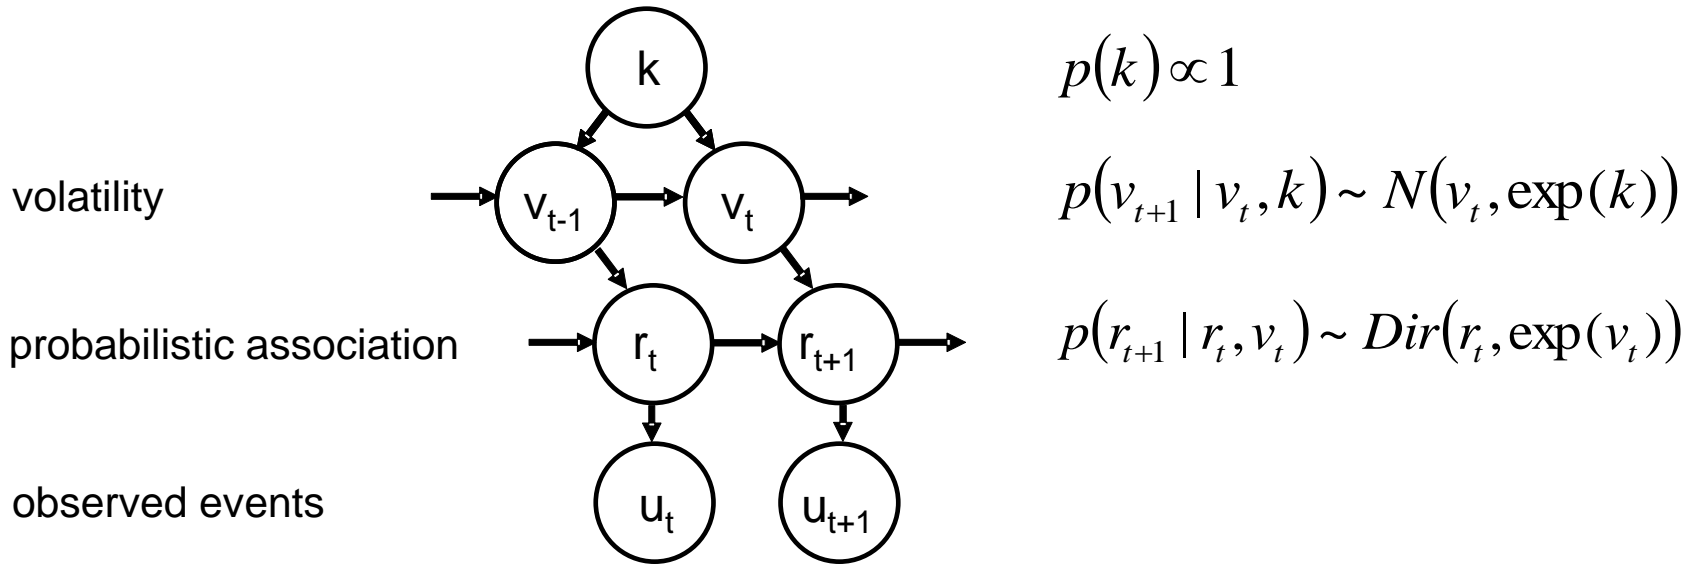 k
p(k) ∝ 1
volatility
v_{t-1}
v_t
p(v_{t+1} | v_t, k) ~ N(v_t, exp(k))
probabilistic association
r_t
r_{t+1}
p(r_{t+1} | r_t, v_t) ~ Dir(r_t, exp(v_t))
observed events
u_t
u_{t+1}